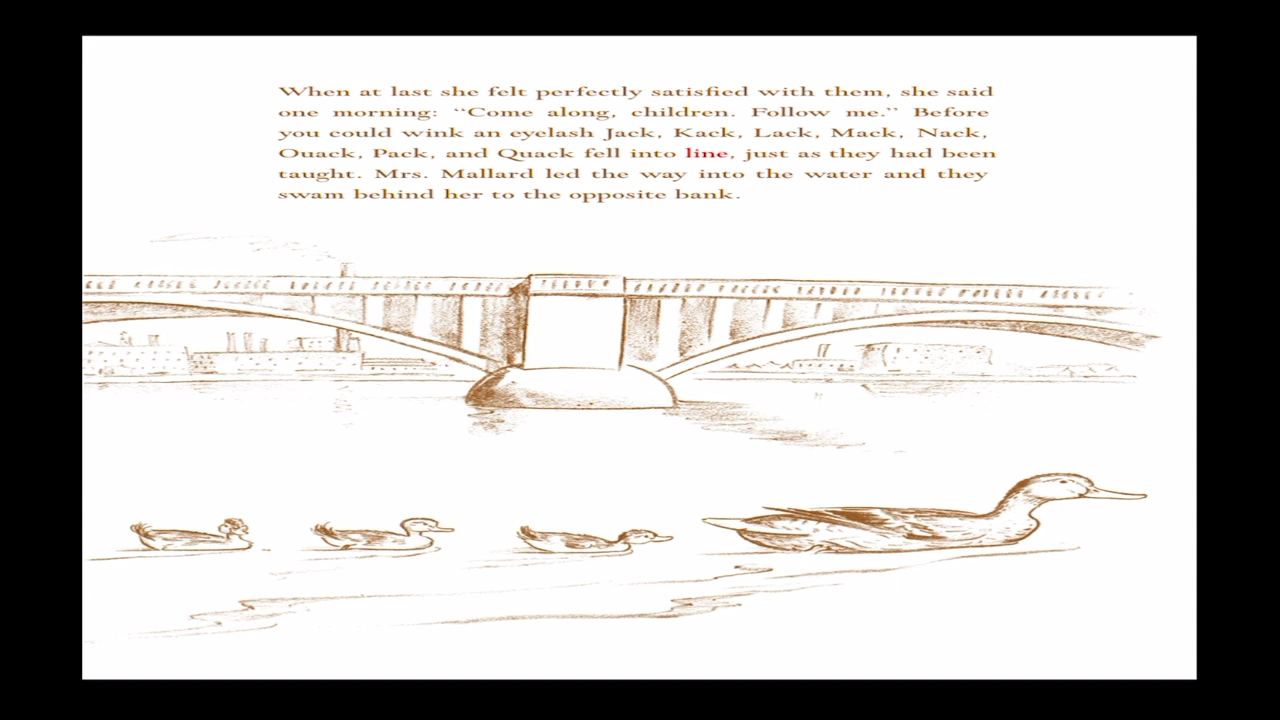 When at last she felt perfectly satisfied with them, she said
one morning: “Come along, children. Follow me.” Before
you could wink an eyelash Jack, Kack, Lack, Mack, Nack,
Ouack, Pack, and Quack fell into line, just as they had been
taught. Mrs. Mallard led the way into the water and they
swam behind her to the opposite bank.